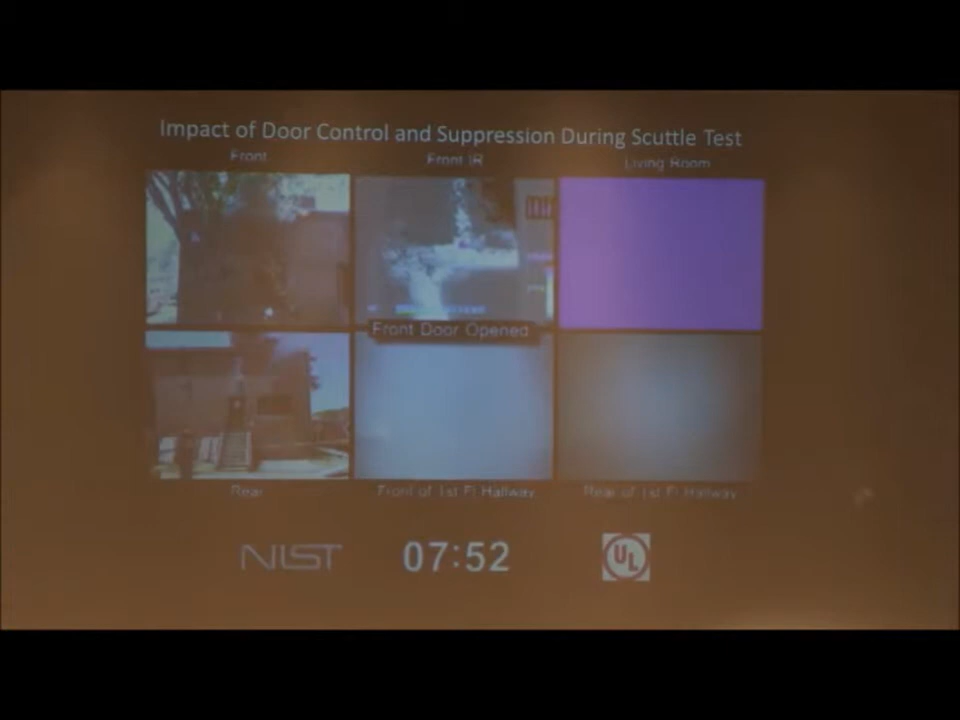 Impact of Door Control and Suppression During Scuttle Test
Front
Front IR
Living Room
Front Door Opened
Rear
Front of 1st Fl Hallway
Rear of 1st Fl Hallway
NIST
07:52
UL